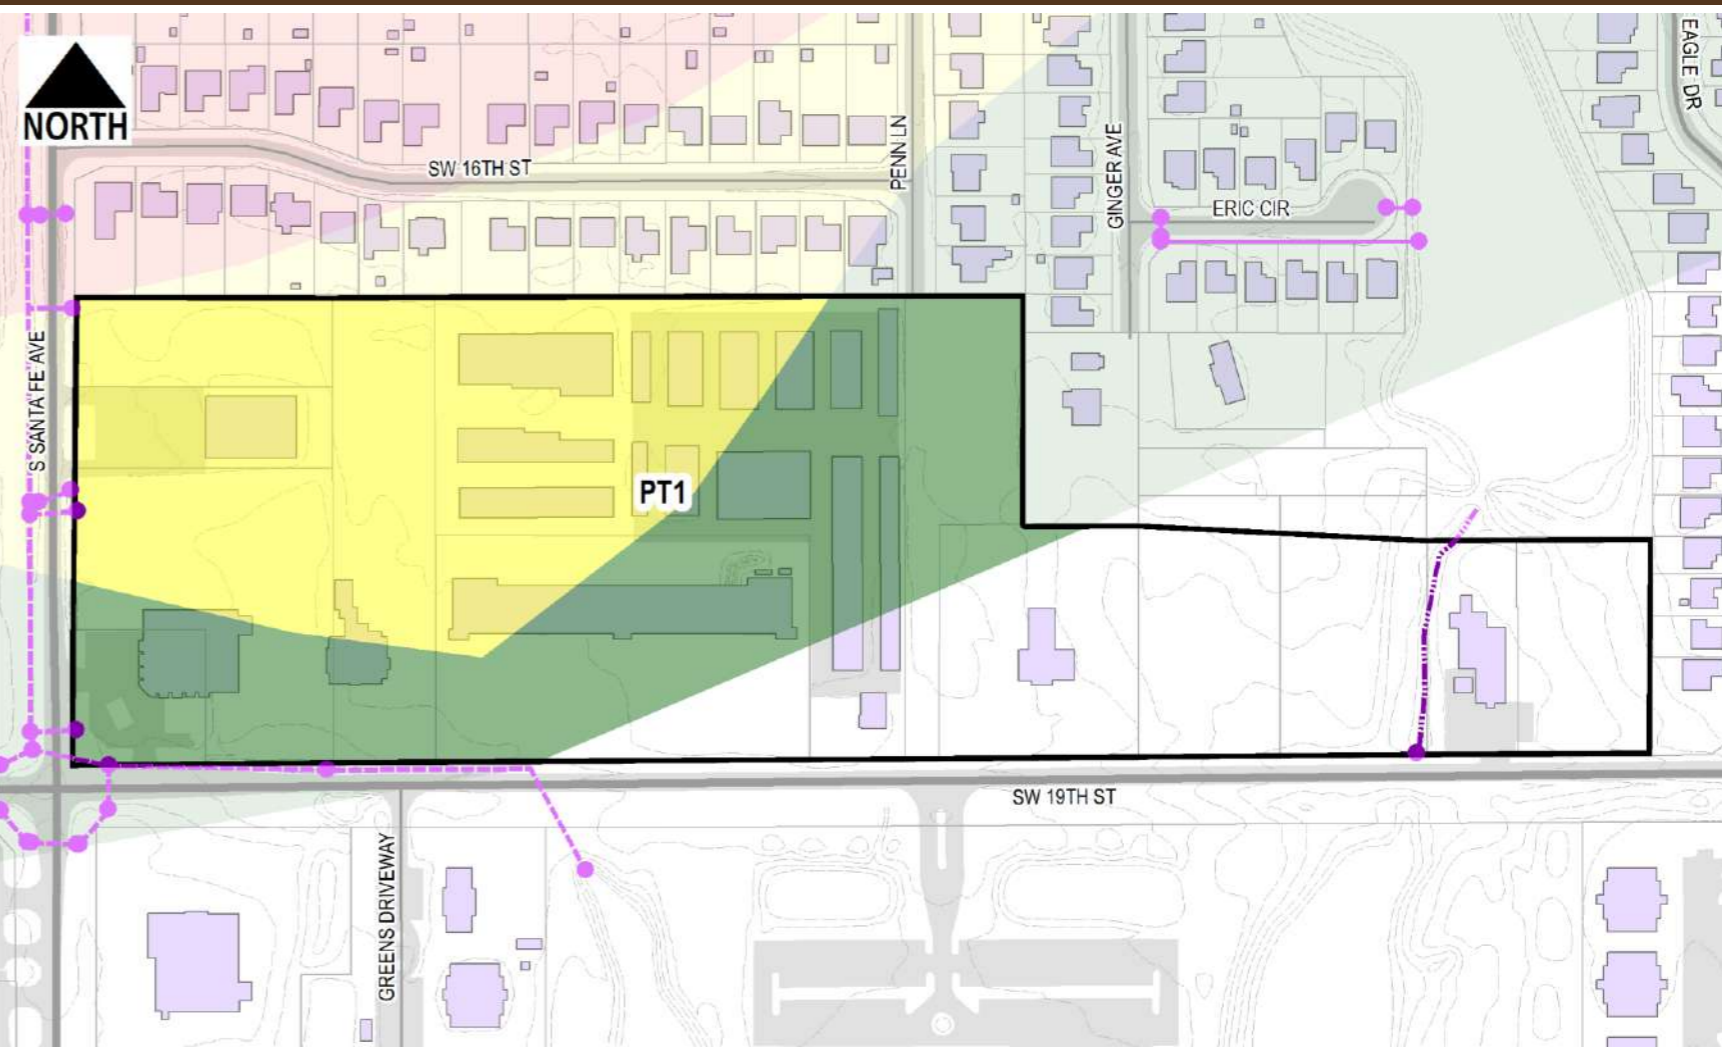 NORTH
EAGLE DR
SW 16TH ST
PENN LN
GINGER AVE
ERIC CIR
S SANTA FE AVE
PT1
SW 19TH ST
GREENS DRIVEWAY